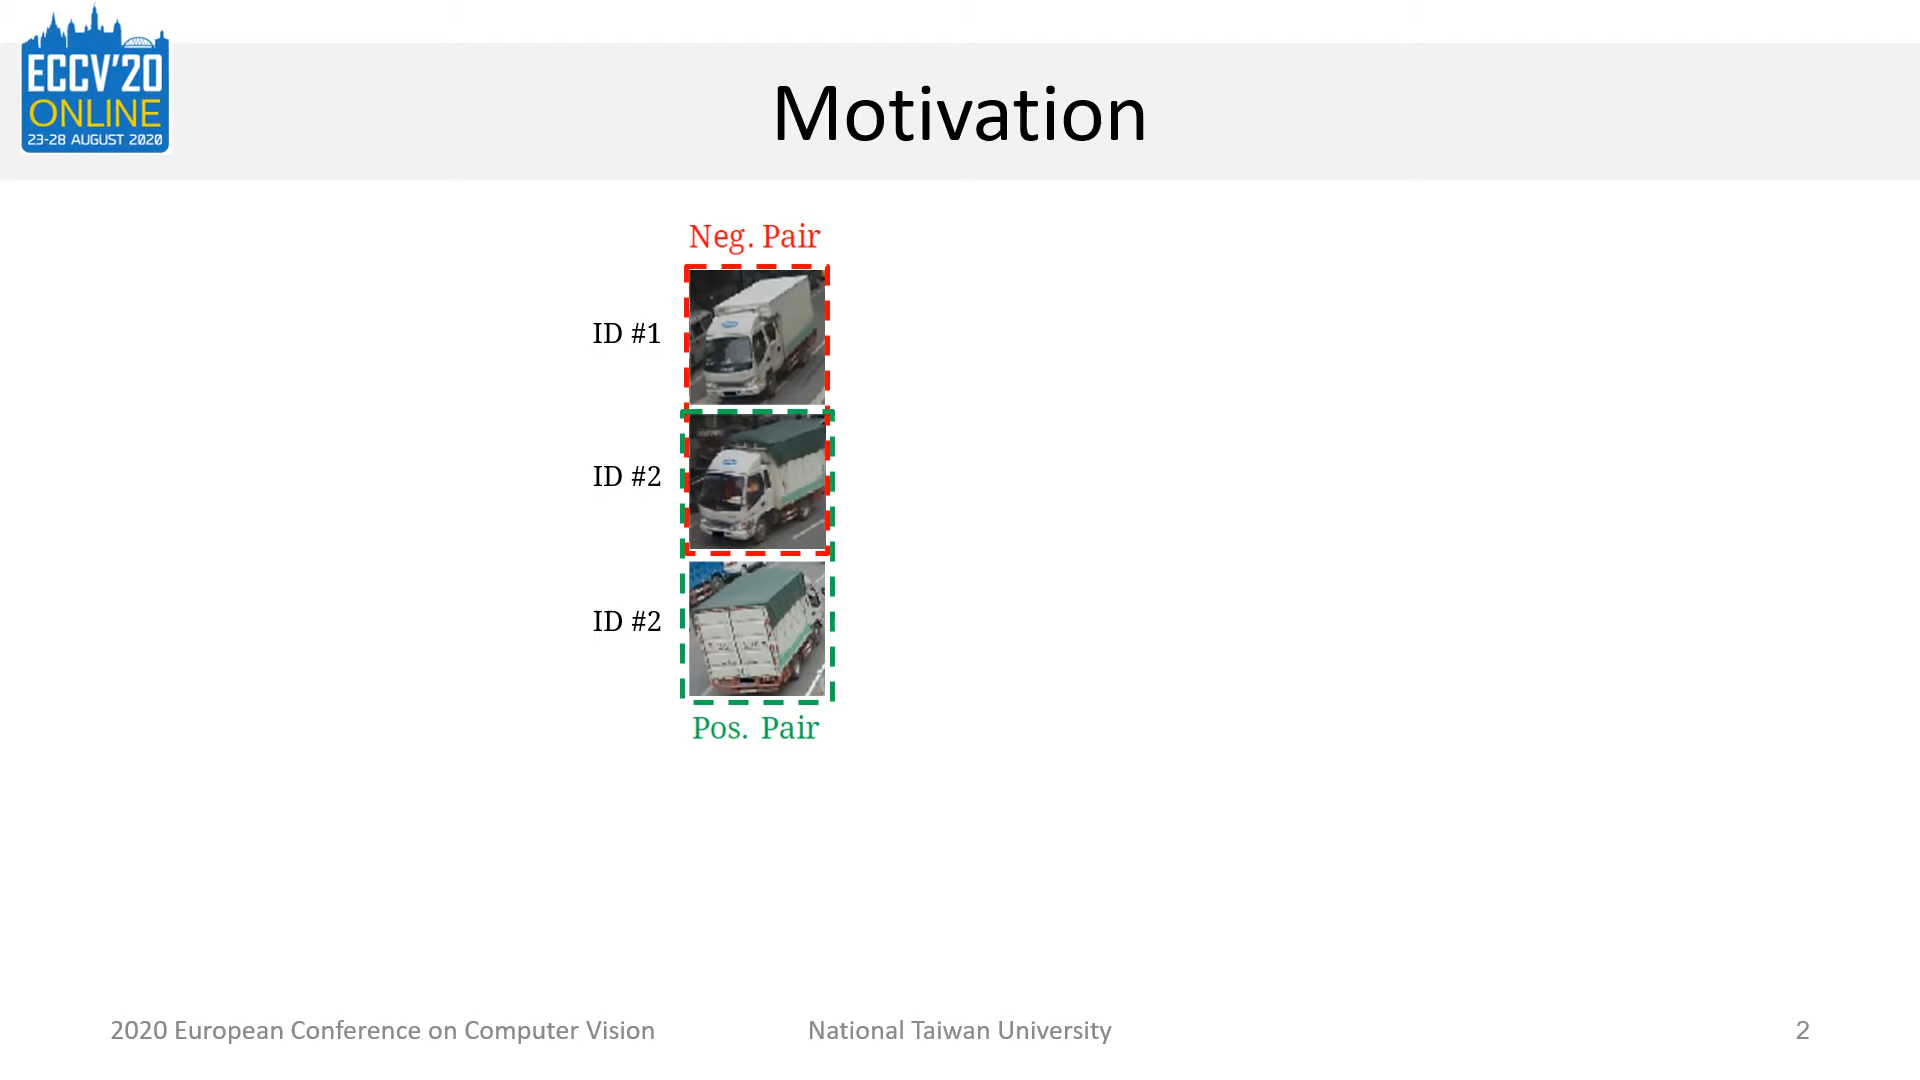 ECCV'20
ONLINE
23-28 AUGUST 2020
Motivation
Neg. Pair
ID #1
ID #2
ID #2
Pos. Pair
2020 European Conference on Computer Vision
National Taiwan University
2